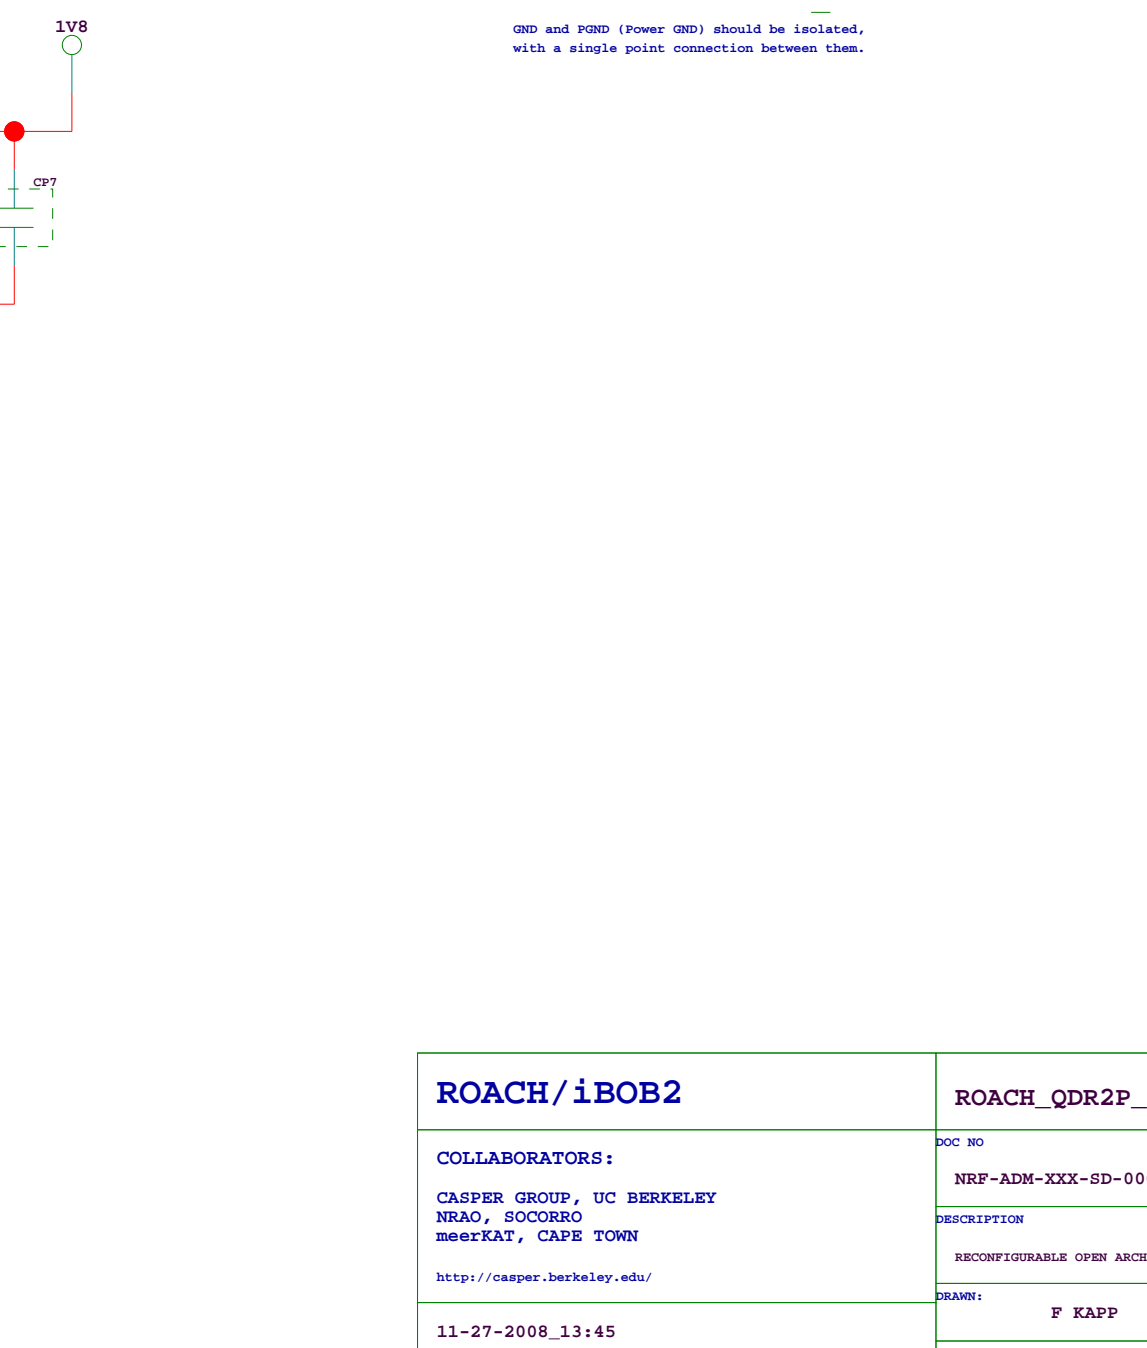 1V8
GND and PGND (Power GND) should be isolated,
with a single point connection between them.
CP7
ROACH/iBOB2
ROACH_QDR2P_
COLLABORATORS:
CASPER GROUP, UC BERKELEY
NRAO, SOCORRO
meerKAT, CAPE TOWN
http://casper.berkeley.edu/
11-27-2008_13:45
DOC NO
NRF-ADM-XXX-SD-00
DESCRIPTION
RECONFIGURABLE OPEN ARCH
DRAWN:
F KAPP